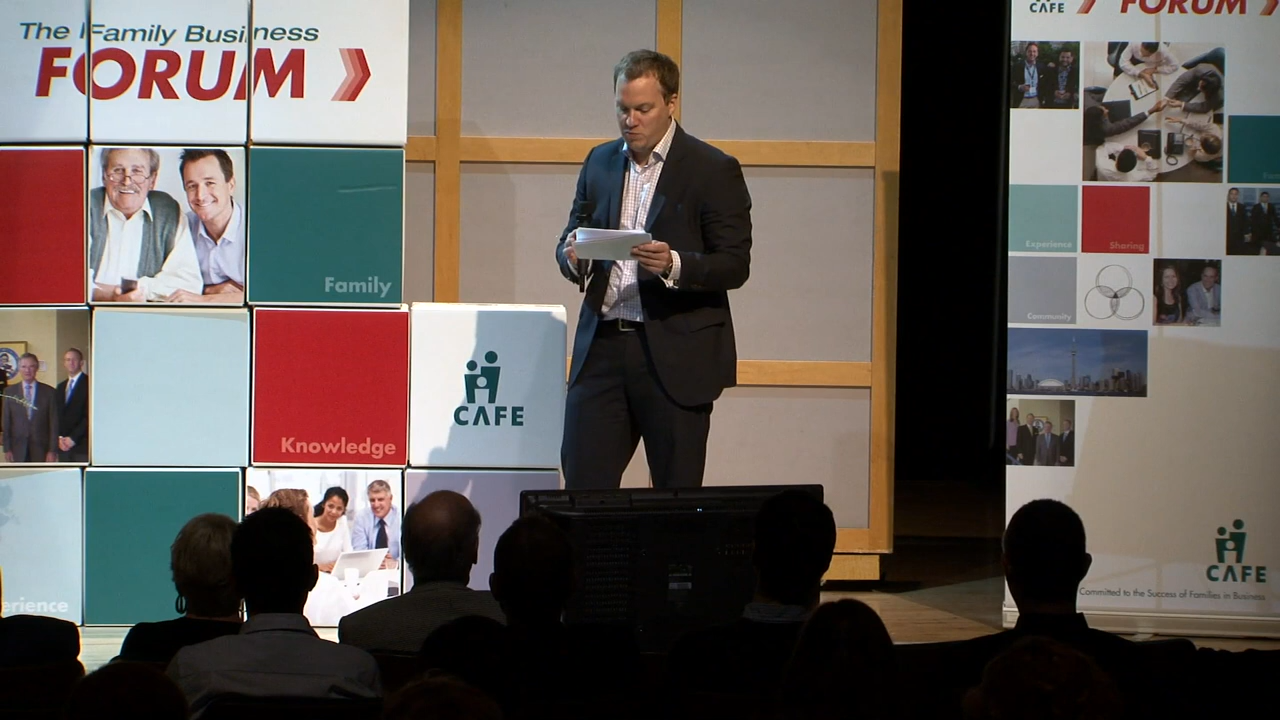 The Family Business
FORUM
Family
Knowledge
CAFE
erience
CAFE
FORUM
Experience
Sharing
Community
CAFE
Committed to the Success of Families in Business